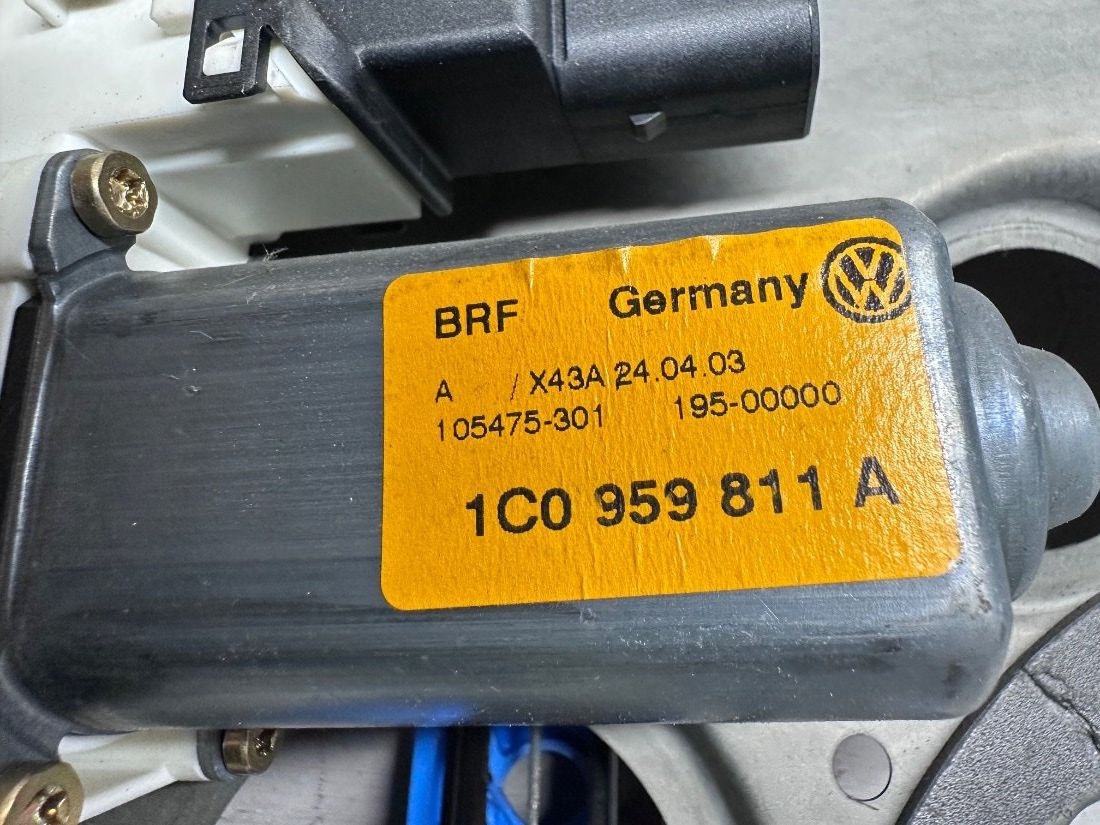 BRF Germany
A / X43A 24.04.03
105475-301 195-00000
1C0 959 811 A